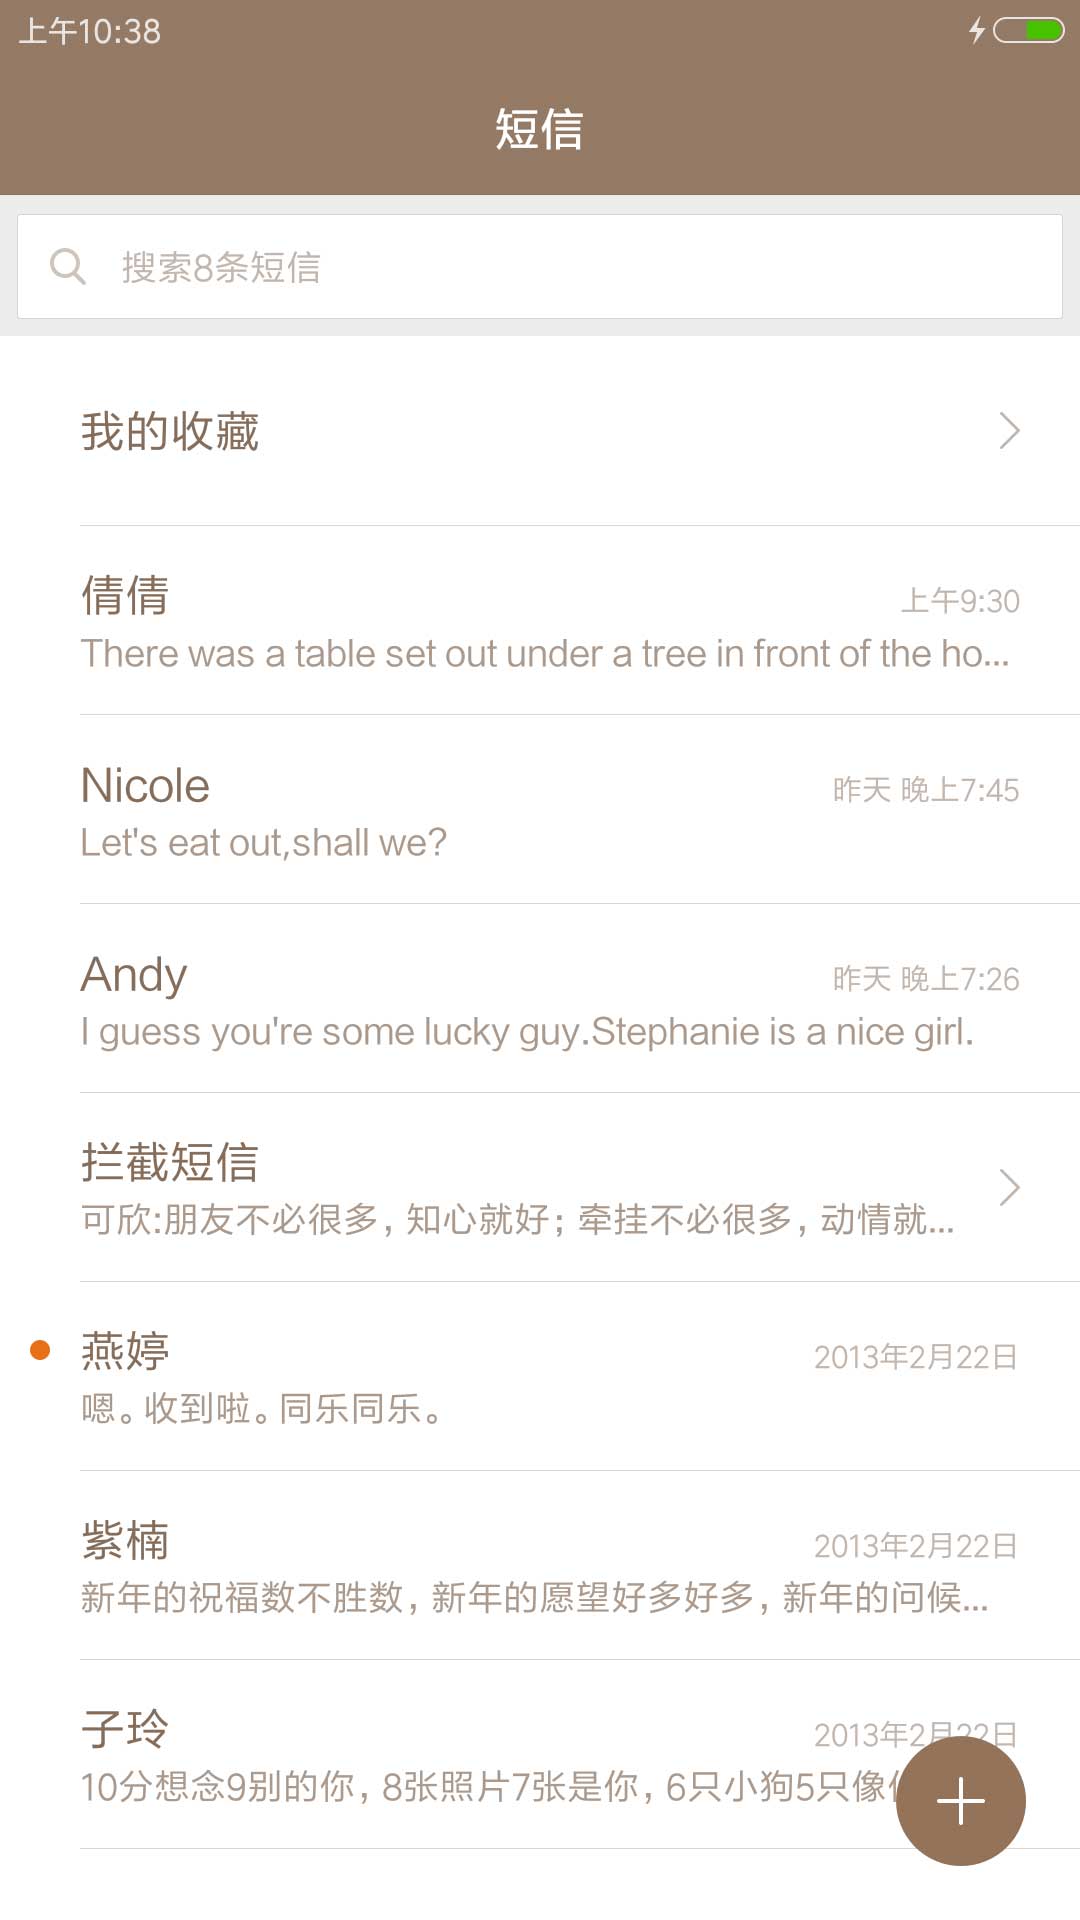 上午10:38
短信
搜索8条短信
我的收藏
倩倩
上午9:30
There was a table set out under a tree in front of the ho...
Nicole
昨天 晚上7:45
Let's eat out,shall we?
Andy
昨天 晚上7:26
I guess you're some lucky guy.Stephanie is a nice girl.
拦截短信
可欣:朋友不必很多，知心就好；牵挂不必很多，动情就...
燕婷
2013年2月22日
嗯。收到啦。同乐同乐。
紫楠
2013年2月22日
新年的祝福数不胜数，新年的愿望好多好多，新年的问候...
子玲
2013年2月22日
10分想念9别的你，8张照片7张是你，6只小狗5只像